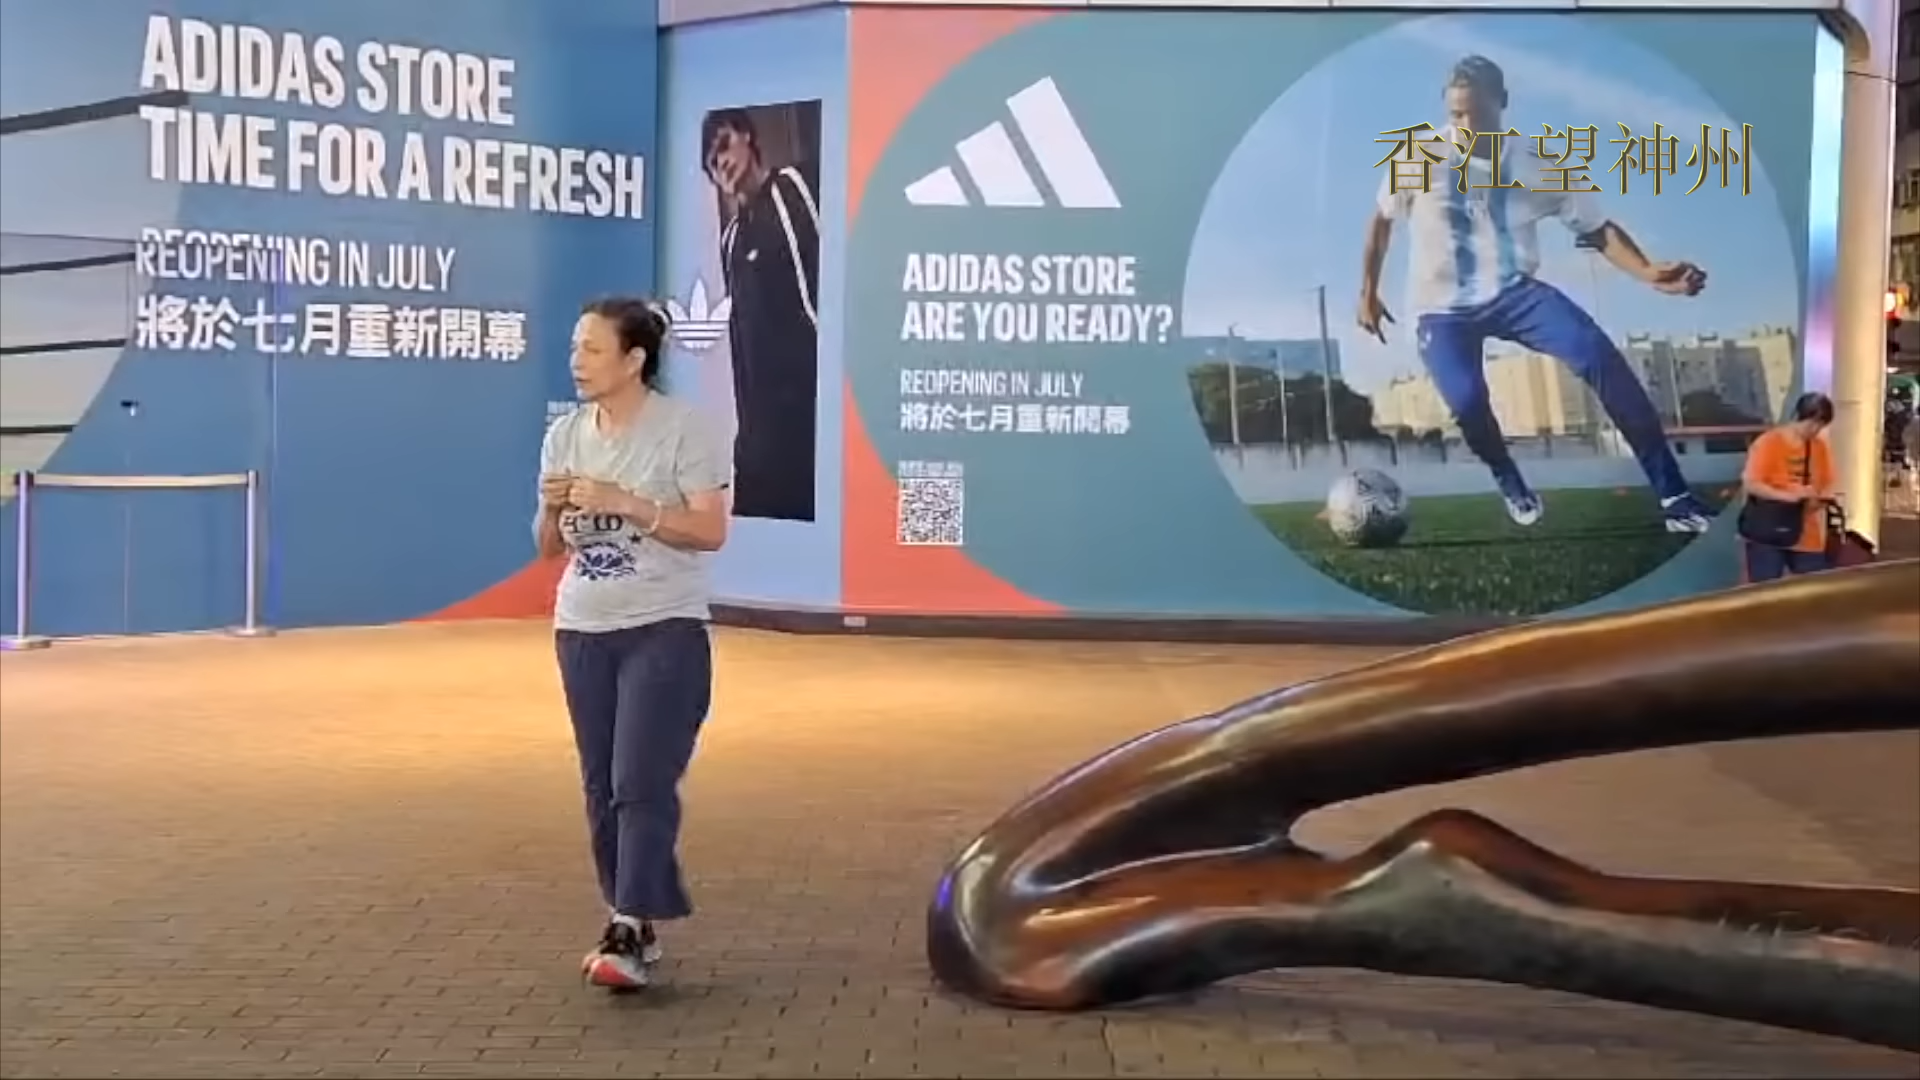 ADIDAS STORE
TIME FOR A REFRESH
REOPENING IN JULY
將於七月重新開幕
ADIDAS STORE
ARE YOU READY?
REOPENING IN JULY
將於七月重新開幕
香江望神州